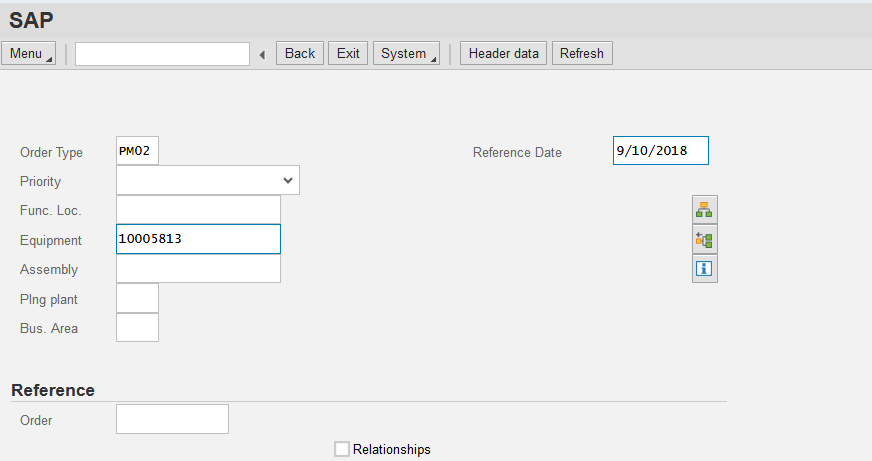 SAP
Menu Back Exit System Header data Refresh
Order Type PM02 Reference Date 9/10/2018
Priority
Func. Loc.
Equipment 10005813
Assembly
Plng plant
Bus. Area
Reference
Order
Relationships